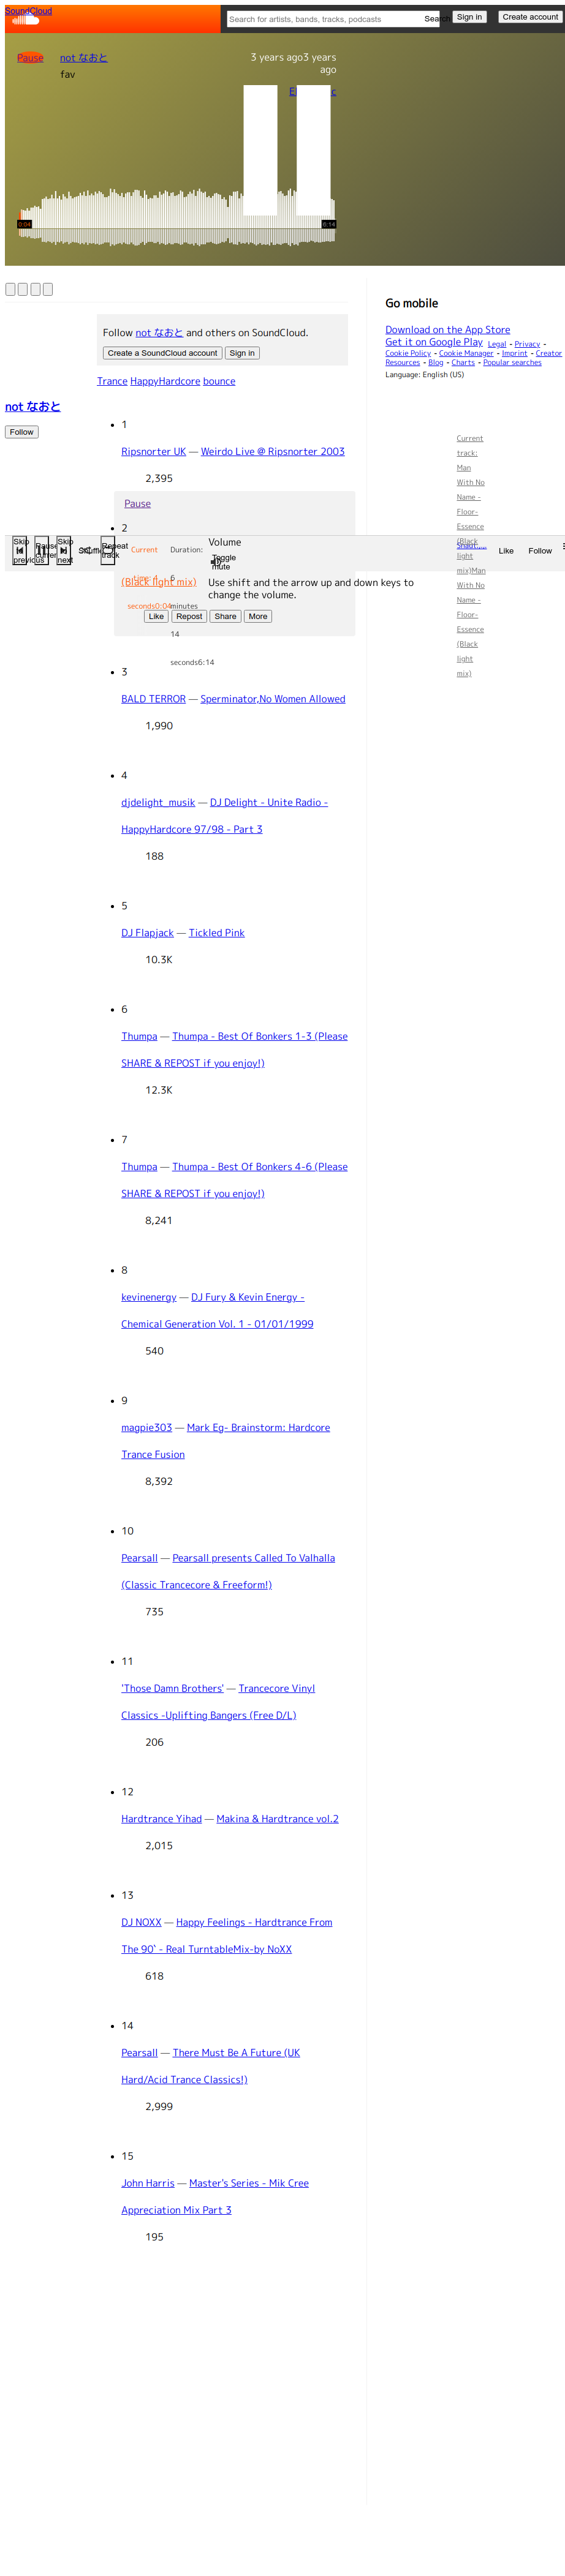 SoundCloud
Search for artists, bands, tracks, podcasts
Search
Sign in
Create account
Pause
not なおと
fav
3 years ago3 years
ago
0:04
6:14
Go mobile
Download on the App Store
Get it on Google Play
Legal - Privacy -
Cookie Policy - Cookie Manager - Imprint - Creator
Resources - Blog - Charts - Popular searches
Language: English (US)
Follow not なおと and others on SoundCloud.
Create a SoundCloud account
Sign in
Trance HappyHardcore bounce
not なおと
Follow
1
Ripsnorter UK — Weirdo Live @ Ripsnorter 2003
2,395
Pause
2
Skip
previous
Pause
Skip
next
Shuffle
Repeat
track
Current
seconds0:04
Duration:
6
minutes
14
seconds6:14
Volume
Toggle
mute
Use shift and the arrow up and down keys to
change the volume.
(Black light mix)
Like
Repost
Share
More
Current
track:
Man
With No
Name -
Floor-
Essence
(Black
light
mix)Man
With No
Name -
Floor-
Essence
(Black
light
mix)
Like
Follow
3
BALD TERROR — Sperminator,No Women Allowed
1,990
4
djdelight_musik — DJ Delight - Unite Radio -
HappyHardcore 97/98 - Part 3
188
5
DJ Flapjack — Tickled Pink
10.3K
6
Thumpa — Thumpa - Best Of Bonkers 1-3 (Please
SHARE & REPOST if you enjoy!)
12.3K
7
Thumpa — Thumpa - Best Of Bonkers 4-6 (Please
SHARE & REPOST if you enjoy!)
8,241
8
kevinenergy — DJ Fury & Kevin Energy -
Chemical Generation Vol. 1 - 01/01/1999
540
9
magpie303 — Mark Eg- Brainstorm: Hardcore
Trance Fusion
8,392
10
Pearsall — Pearsall presents Called To Valhalla
(Classic Trancecore & Freeform!)
735
11
'Those Damn Brothers' — Trancecore Vinyl
Classics -Uplifting Bangers (Free D/L)
206
12
Hardtrance Yihad — Makina & Hardtrance vol.2
2,015
13
DJ NOXX — Happy Feelings - Hardtrance From
The 90` - Real TurntableMix-by NoXX
618
14
Pearsall — There Must Be A Future (UK
Hard/Acid Trance Classics!)
2,999
15
John Harris — Master's Series - Mik Cree
Appreciation Mix Part 3
195